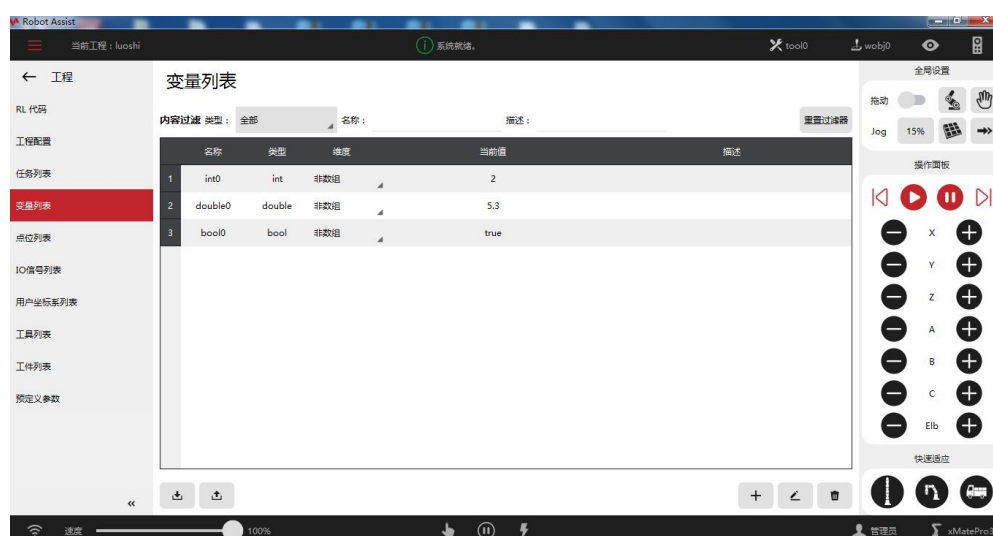 Robot Assist
当前工程：luoshi
系统就绪。
tool0
wobj0
工程
RL 代码
工程配置
任务列表
变量列表
点位列表
IO信号列表
用户坐标系列表
工具列表
工件列表
预定义参数
«
变量列表
内容过滤 类型： 全部 名称： 描述： 重置过滤器
名称 类型 维度 当前值 描述
1 int0 int 非数组 2
2 double0 double 非数组 5.3
3 bool0 bool 非数组 true
全局设置
拖动
Jog 15%
操作面板
X
Y
Z
A
B
C
Elb
快速适应
速度 100%
管理员
xMatePro3